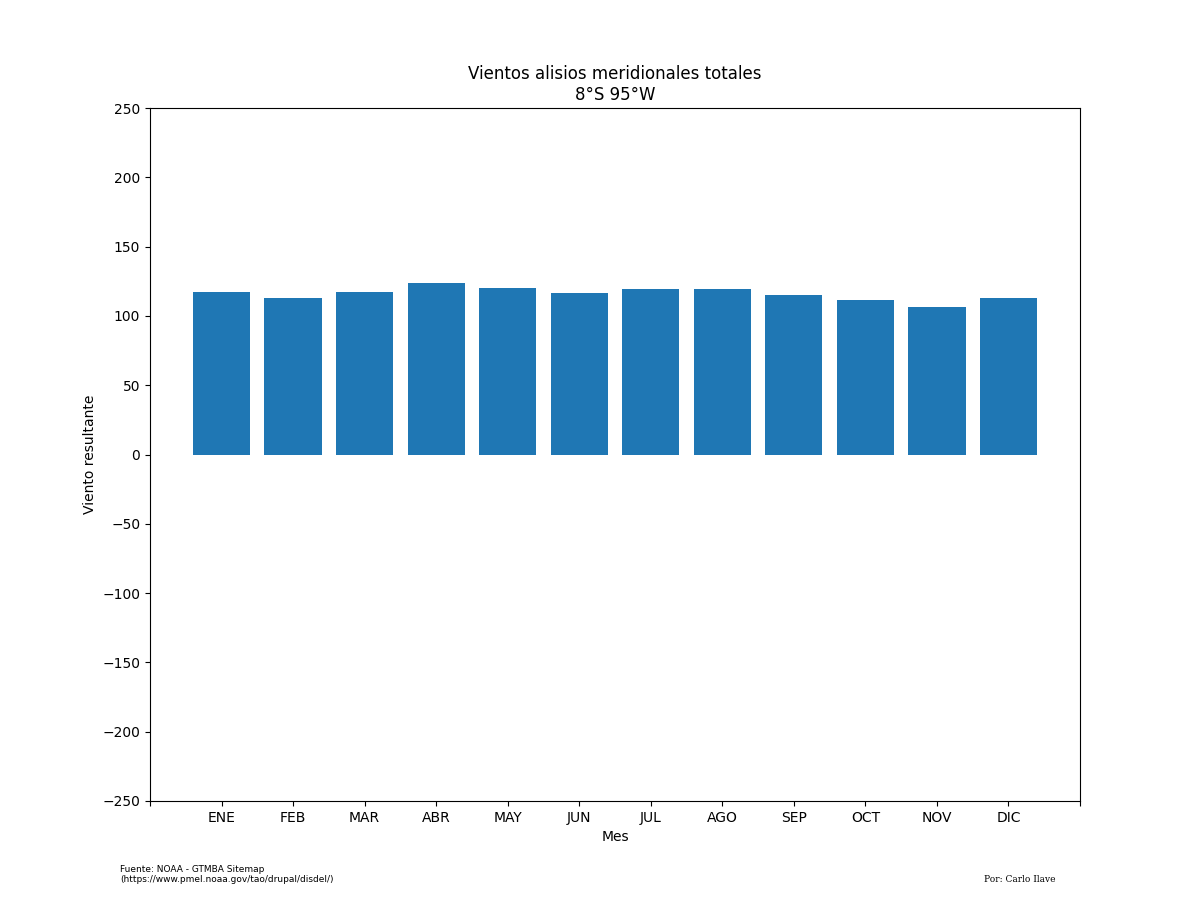 Vientos alisios meridionales totales
8°S 95°W
250
200
150
100
50
0
−50
−100
−150
−200
−250
Viento resultante
ENE FEB MAR ABR MAY JUN JUL AGO SEP OCT NOV DIC
Mes
Fuente: NOAA - GTMBA Sitemap
(https://www.pmel.noaa.gov/tao/drupal/disdel/)
Por: Carlo Ilave